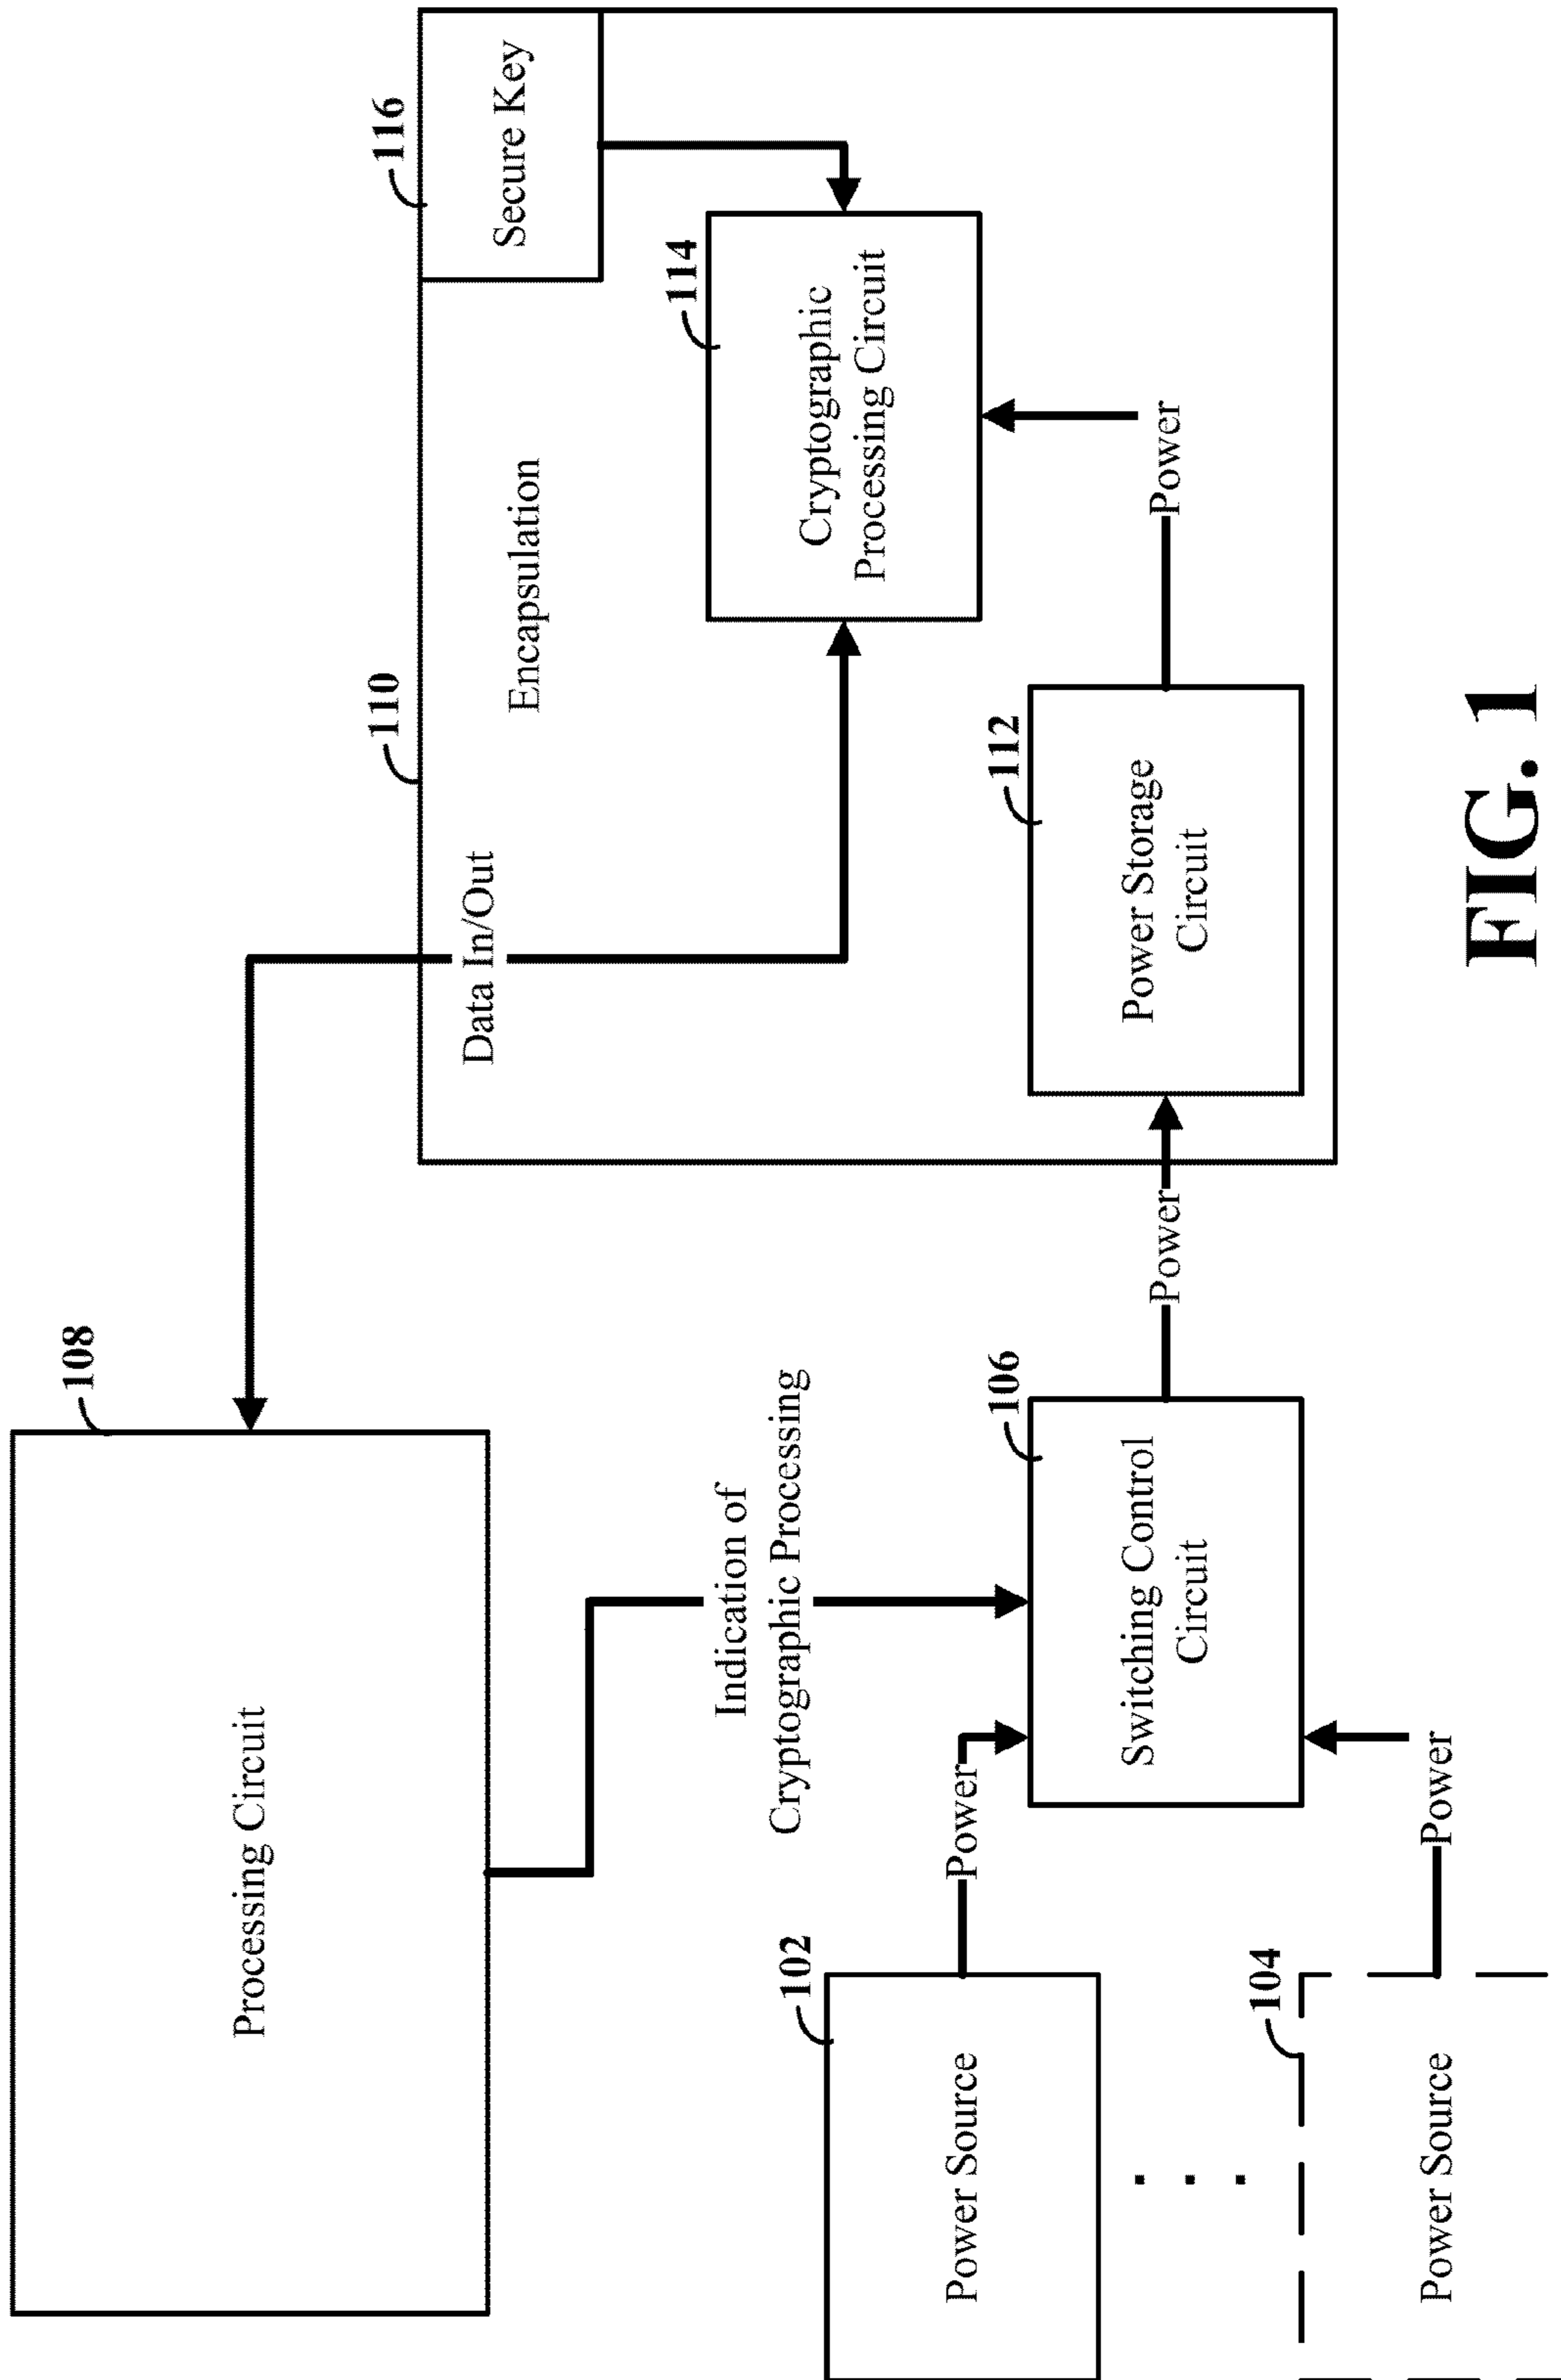 108
Processing Circuit
116
Secure Key
110
Encapsulation
Data In/Out
114
Cryptographic
Processing Circuit
Indication of
Cryptographic Processing
102
Power Source
Power
106
Switching Control
Circuit
Power
112
Power Storage
Circuit
Power
104
Power Source
Power
FIG. 1